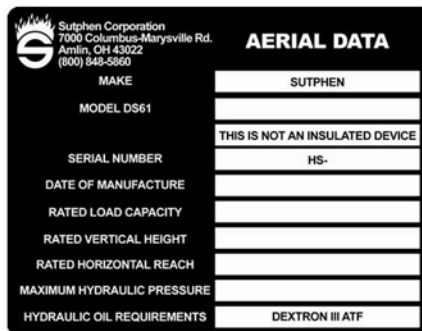 Sutphen Corporation
7000 Columbus-Marysville Rd.
Amlin, OH 43022
(800) 848-5860
AERIAL DATA
MAKE SUTPHEN
MODEL DS61
THIS IS NOT AN INSULATED DEVICE
SERIAL NUMBER HS-
DATE OF MANUFACTURE
RATED LOAD CAPACITY
RATED VERTICAL HEIGHT
RATED HORIZONTAL REACH
MAXIMUM HYDRAULIC PRESSURE
HYDRAULIC OIL REQUIREMENTS DEXTRON III ATF